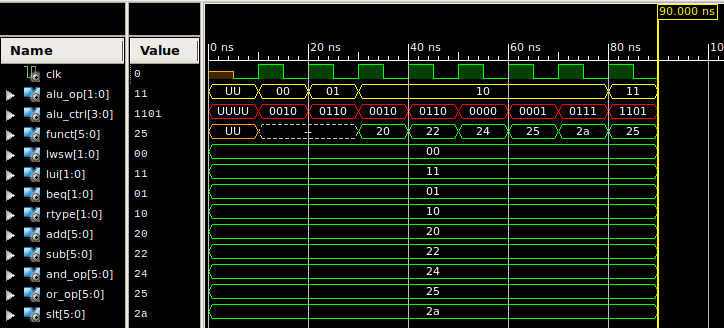 90.000 ns
Name Value 0 ns 20 ns 40 ns 60 ns 80 ns 10
clk 0
alu_op[1:0] 11 UU 00 01 10 11
alu_ctrl[3:0] 1101 UUUU 0010 0110 0010 0110 0000 0001 0111 1101
funct[5:0] 25 UU -- 20 22 24 25 2a 25
lwsw[1:0] 00 00
lui[1:0] 11 11
beq[1:0] 01 01
rtype[1:0] 10 10
add[5:0] 20 20
sub[5:0] 22 22
and_op[5:0] 24 24
or_op[5:0] 25 25
slt[5:0] 2a 2a